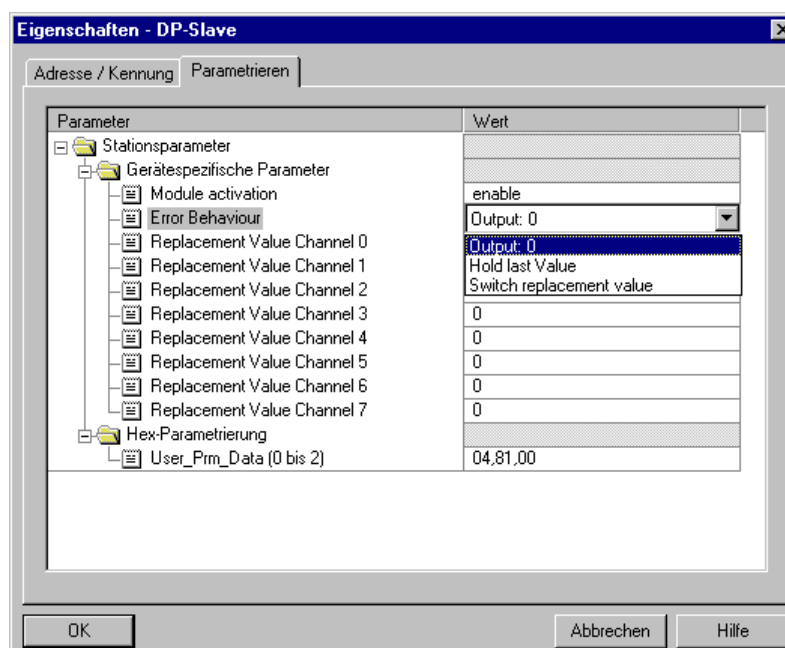 Eigenschaften - DP-Slave
Adresse / Kennung Parametrieren
Parameter Wert
Stationsparameter
Gerätespezifische Parameter
Module activation enable
Error Behaviour Output: 0
Replacement Value Channel 0 Output: 0
Replacement Value Channel 1 Hold last Value
Replacement Value Channel 2 Switch replacement value
Replacement Value Channel 3 0
Replacement Value Channel 4 0
Replacement Value Channel 5 0
Replacement Value Channel 6 0
Replacement Value Channel 7 0
Hex-Parametrierung
User_Prm_Data (0 bis 2) 04,81,00
OK Abbrechen Hilfe